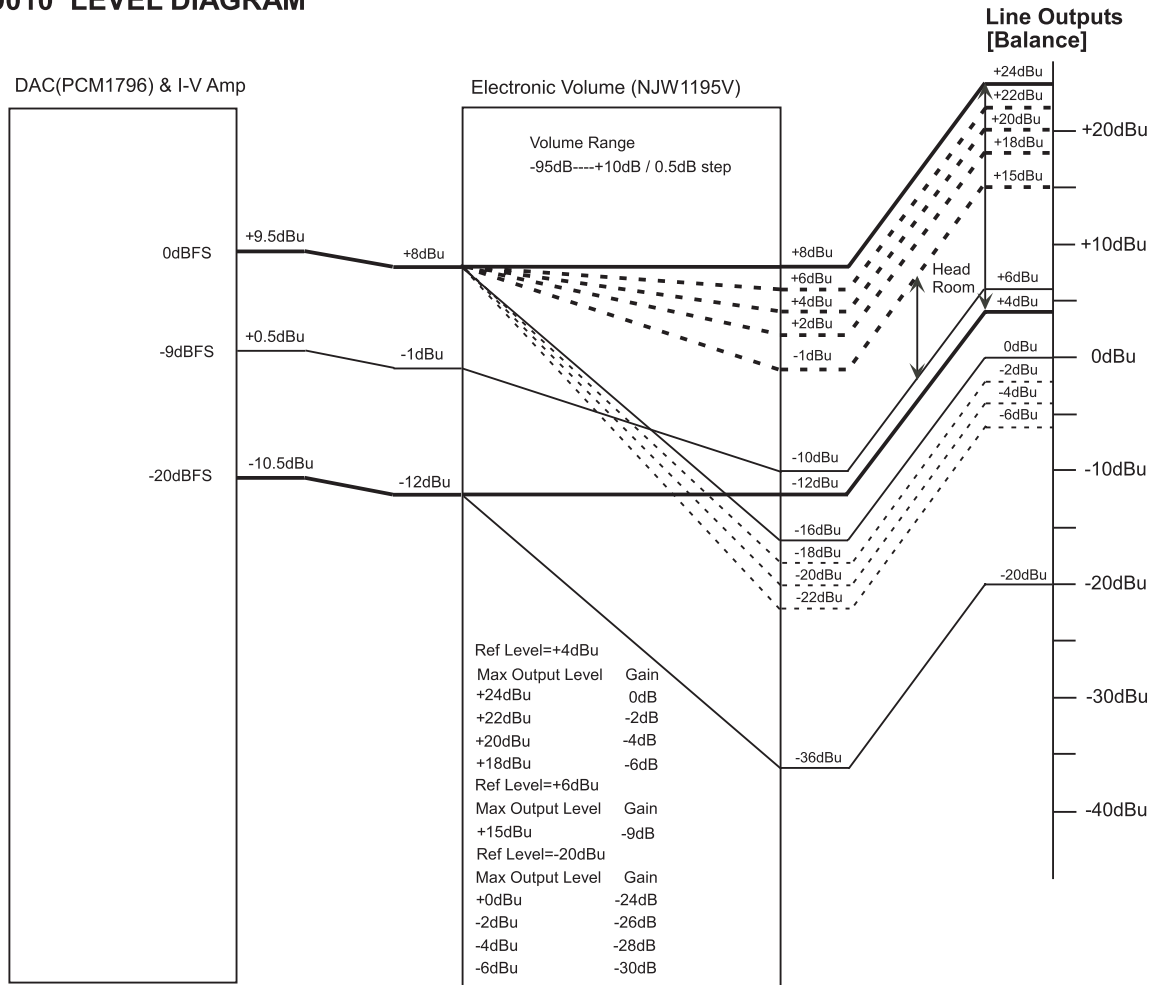 LEVEL DIAGRAM
Line Outputs
[Balance]
DAC(PCM1796) & I-V Amp
Electronic Volume (NJW1195V)
Volume Range
-95dB----+10dB / 0.5dB step
0dBFS
+9.5dBu
+8dBu
-9dBFS
+0.5dBu
-1dBu
-20dBFS
-10.5dBu
-12dBu
+8dBu
+6dBu
+4dBu
+2dBu
-1dBu
-10dBu
-12dBu
-16dBu
-18dBu
-20dBu
-22dBu
-36dBu
Head
Room
+24dBu
+22dBu
+20dBu
+18dBu
+15dBu
+6dBu
+4dBu
0dBu
-2dBu
-4dBu
-6dBu
-20dBu
+20dBu
+10dBu
0dBu
-10dBu
-20dBu
-30dBu
-40dBu
Ref Level=+4dBu
Max Output Level Gain
+24dBu 0dB
+22dBu -2dB
+20dBu -4dB
+18dBu -6dB
Ref Level=+6dBu
Max Output Level Gain
+15dBu -9dB
Ref Level=-20dBu
Max Output Level Gain
+0dBu -24dB
-2dBu -26dB
-4dBu -28dB
-6dBu -30dB